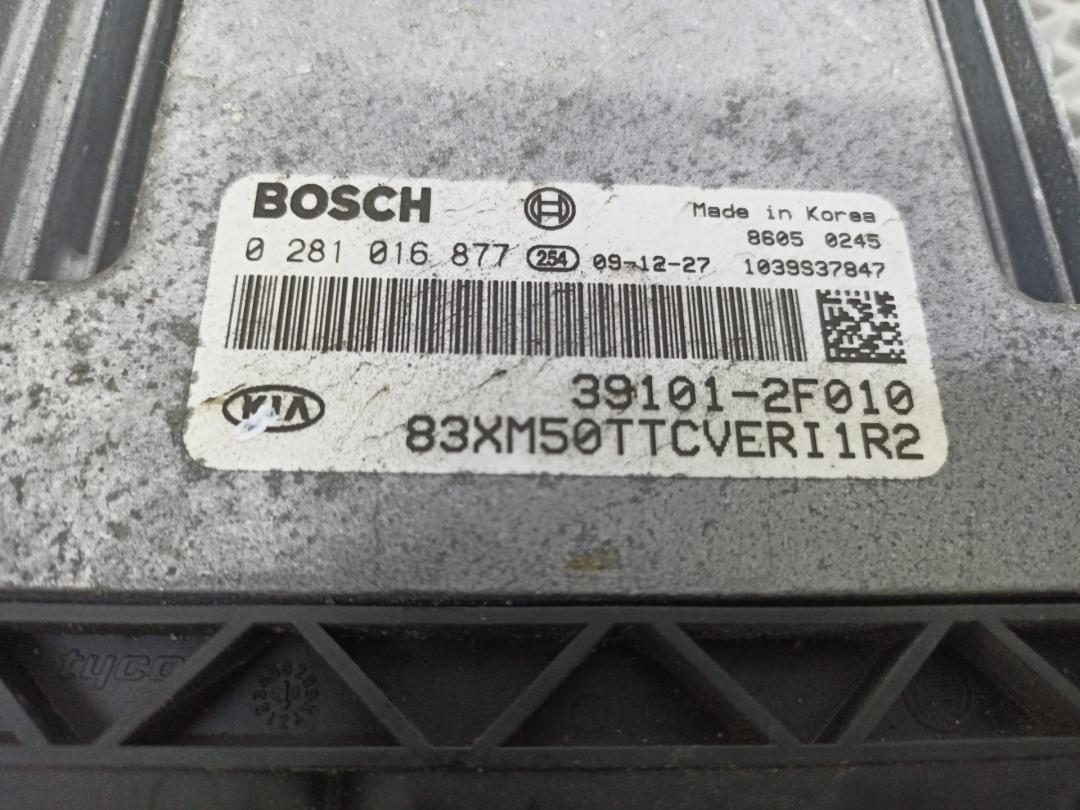 BOSCH
Made in Korea
8605 0245
0 281 016 877 254 09-12-27 1039S37847
KIA
39101-2F010
83XM50TTCVERI1R2
tyco